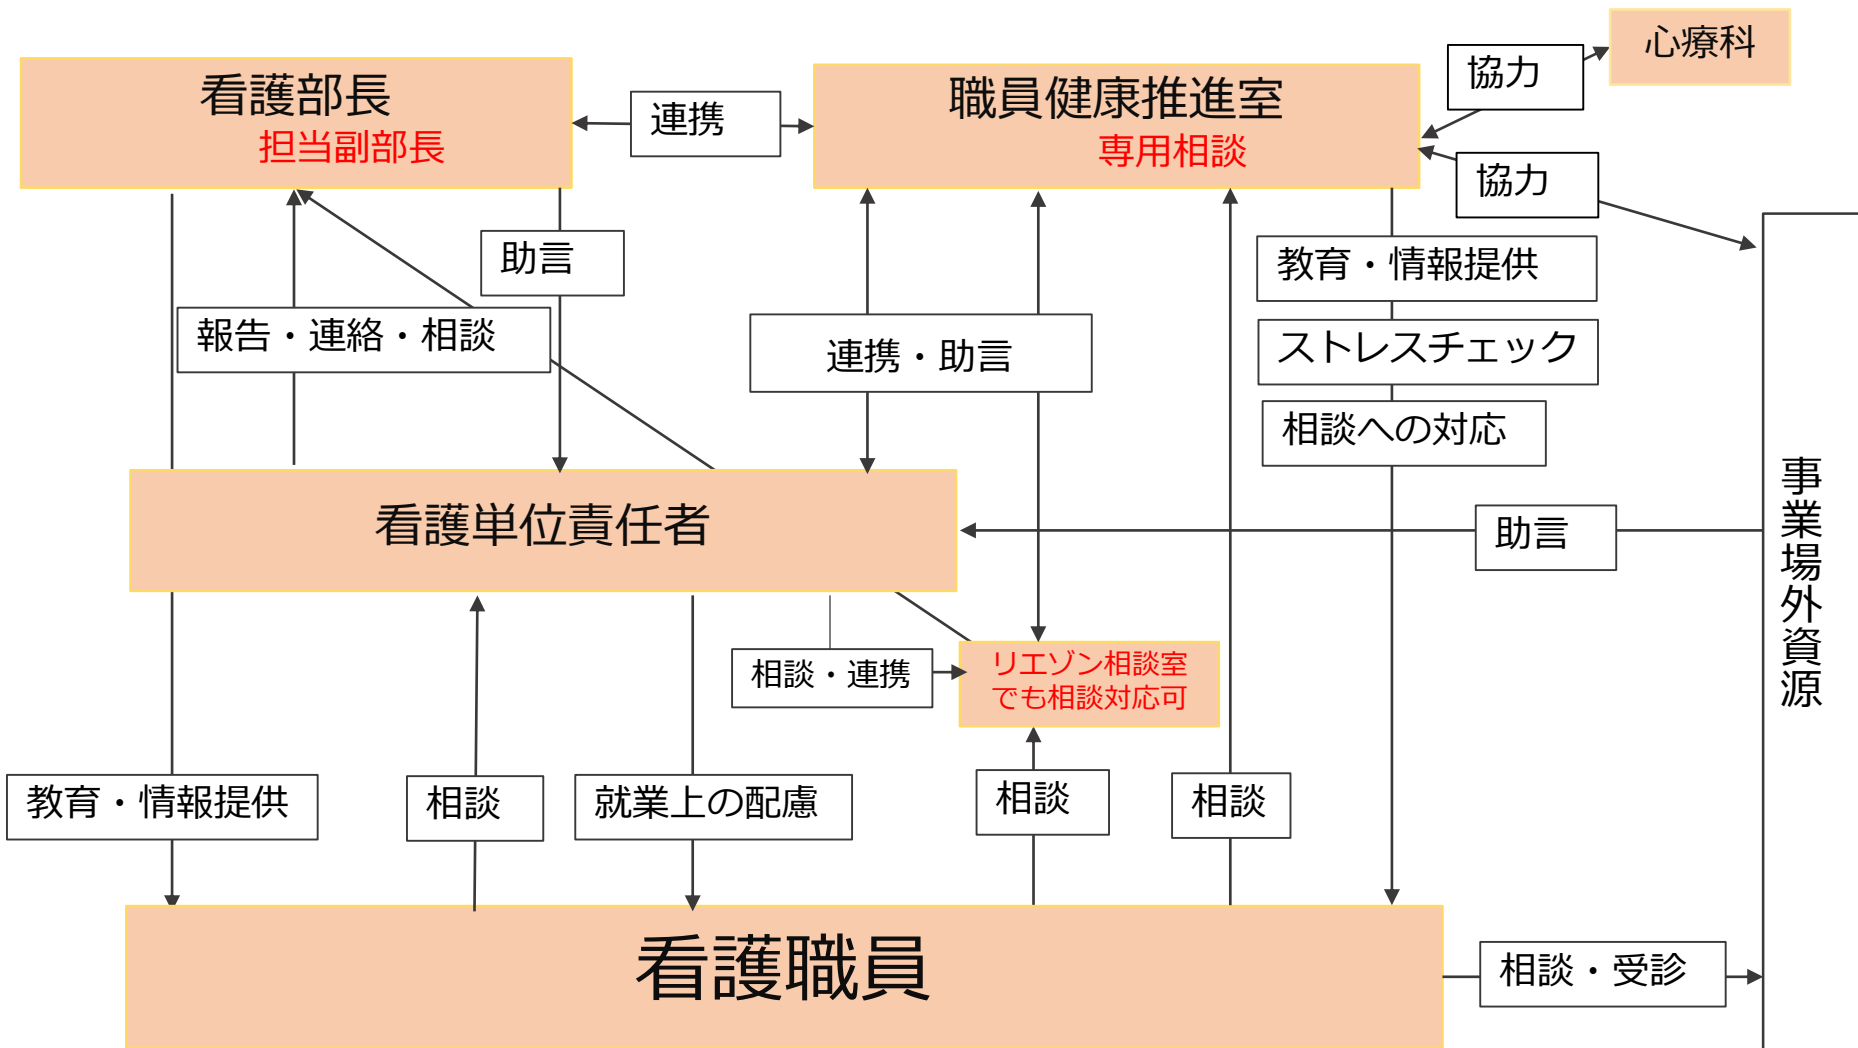 心療科
看護部長
担当副部長
連携
職員健康推進室
専用相談
協力
協力
助言
教育・情報提供
報告・連絡・相談
連携・助言
ストレスチェック
相談への対応
看護単位責任者
助言
事業場外資源
相談・連携
リエゾン相談室
でも相談対応可
教育・情報提供
相談
就業上の配慮
相談
相談
看護職員
相談・受診